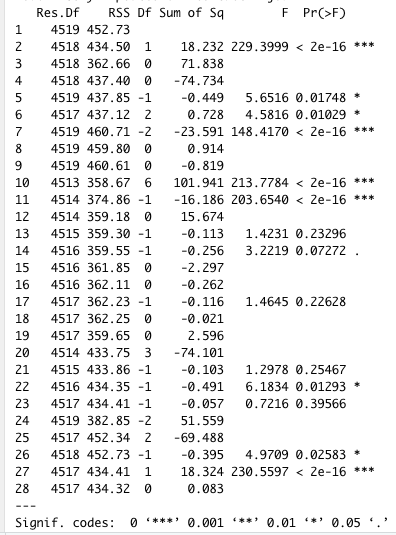 Res.Df RSS Df Sum of Sq F Pr(>F)
1 4519 452.73
2 4518 434.50 1 18.232 229.3999 < 2e-16 ***
3 4518 362.66 0 71.838
4 4518 437.40 0 -74.734
5 4519 437.85 -1 -0.449 5.6516 0.01748 *
6 4517 437.12 2 0.728 4.5816 0.01029 *
7 4519 460.71 -2 -23.591 148.4170 < 2e-16 ***
8 4519 459.80 0 0.914
9 4519 460.61 0 -0.819
10 4513 358.67 6 101.941 213.7784 < 2e-16 ***
11 4514 374.86 -1 -16.186 203.6540 < 2e-16 ***
12 4514 359.18 0 15.674
13 4515 359.30 -1 -0.113 1.4231 0.23296
14 4516 359.55 -1 -0.256 3.2219 0.07272 .
15 4516 361.85 0 -2.297
16 4516 362.11 0 -0.262
17 4517 362.23 -1 -0.116 1.4645 0.22628
18 4517 362.25 0 -0.021
19 4517 359.65 0 2.596
20 4514 433.75 3 -74.101
21 4515 433.86 -1 -0.103 1.2978 0.25467
22 4516 434.35 -1 -0.491 6.1834 0.01293 *
23 4517 434.41 -1 -0.057 0.7216 0.39566
24 4519 382.85 -2 51.559
25 4517 452.34 2 -69.488
26 4518 452.73 -1 -0.395 4.9709 0.02583 *
27 4517 434.41 1 18.324 230.5597 < 2e-16 ***
28 4517 434.32 0 0.083
---
Signif. codes: 0 ‘***’ 0.001 ‘**’ 0.01 ‘*’ 0.05 ‘.’